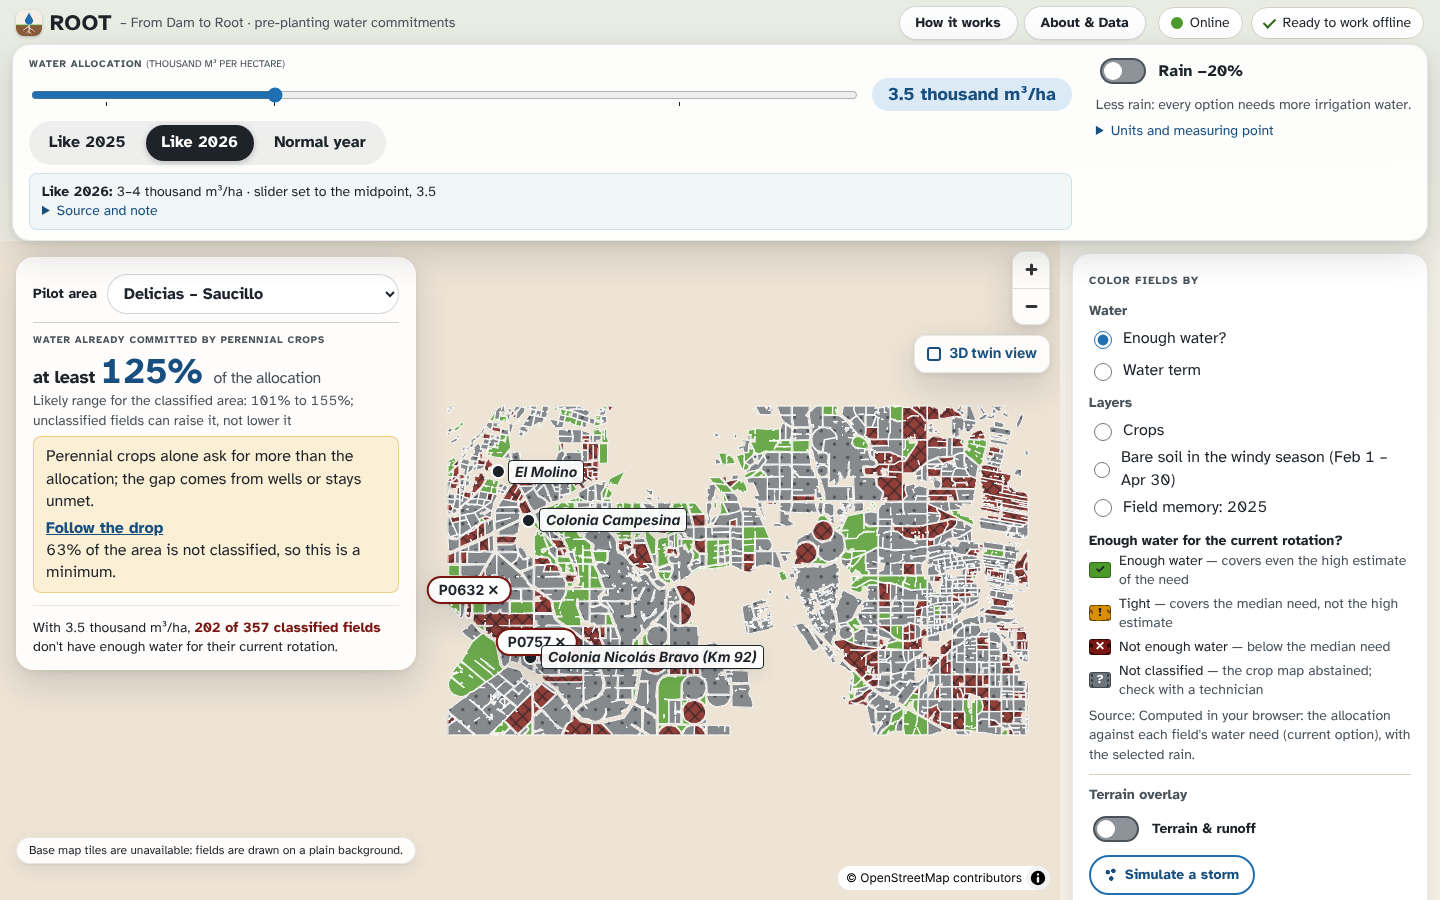 ROOT – From Dam to Root · pre-planting water commitments
How it works
About & Data
Online
Ready to work offline
WATER ALLOCATION (THOUSAND M³ PER HECTARE)
3.5 thousand m³/ha
Like 2025
Like 2026
Normal year
Like 2026: 3–4 thousand m³/ha · slider set to the midpoint, 3.5
Source and note
Rain −20%
Less rain: every option needs more irrigation water.
Units and measuring point
Pilot area
Delicias – Saucillo
WATER ALREADY COMMITTED BY PERENNIAL CROPS
at least 125% of the allocation
Likely range for the classified area: 101% to 155%;
unclassified fields can raise it, not lower it
Perennial crops alone ask for more than the
allocation; the gap comes from wells or stays
unmet.
Follow the drop
63% of the area is not classified, so this is a
minimum.
With 3.5 thousand m³/ha, 202 of 357 classified fields
don't have enough water for their current rotation.
Base map tiles are unavailable: fields are drawn on a plain background.
+
−
3D twin view
El Molino
Colonia Campesina
P0632 ×
P0757 ×
Colonia Nicolás Bravo (Km 92)
© OpenStreetMap contributors
COLOR FIELDS BY
Water
Enough water?
Water term
Layers
Crops
Bare soil in the windy season (Feb 1 –
Apr 30)
Field memory: 2025
Enough water for the current rotation?
Enough water — covers even the high estimate
of the need
Tight — covers the median need, not the high
estimate
Not enough water — below the median need
Not classified — the crop map abstained;
check with a technician
Source: Computed in your browser: the allocation
against each field's water need (current option), with
the selected rain.
Terrain overlay
Terrain & runoff
Simulate a storm